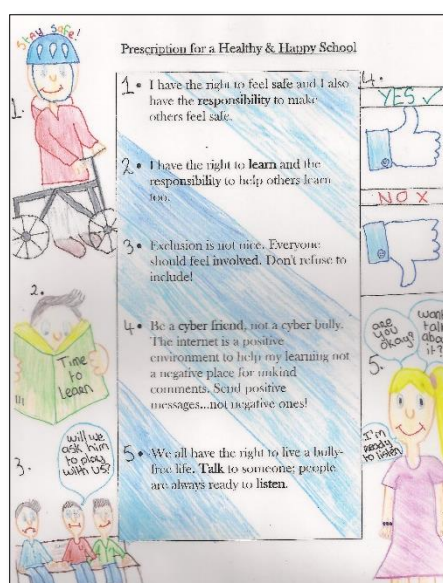 Stay Safe!
Prescription for a Healthy & Happy School
1.
1. I have the right to feel safe and I also
have the responsibility to make
others feel safe.
2. I have the right to learn and the
responsibility to help others learn
too.
3. Exclusion is not nice. Everyone
should feel involved. Don't refuse to
include!
4. Be a cyber friend, not a cyber bully.
The internet is a positive
environment to help my learning not
a negative place for unkind
comments. Send positive
messages...not negative ones!
5. We all have the right to live a bully-
free life. Talk to someone; people
are always ready to listen.
2.
Time
to
Learn
3.
will we
ask him
to play
with us?
4.
YES ✓
NO X
5.
are
you
okay?
want
talk
about
it?
I'm
Ready
to listen